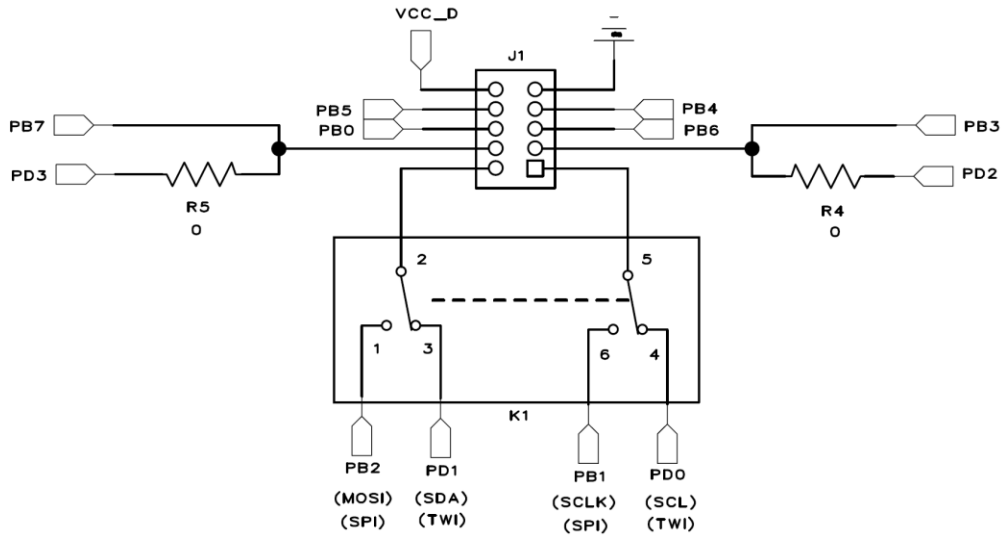 VCC_D
J1
PB5
PB4
PB0
PB6
PB7
PB3
PD3
PD2
R5
0
R4
0
2
5
1
3
6
4
K1
PB2
PD1
PB1
PD0
(MOSI)
(SDA)
(SCLK)
(SCL)
(SPI)
(TWI)
(SPI)
(TWI)